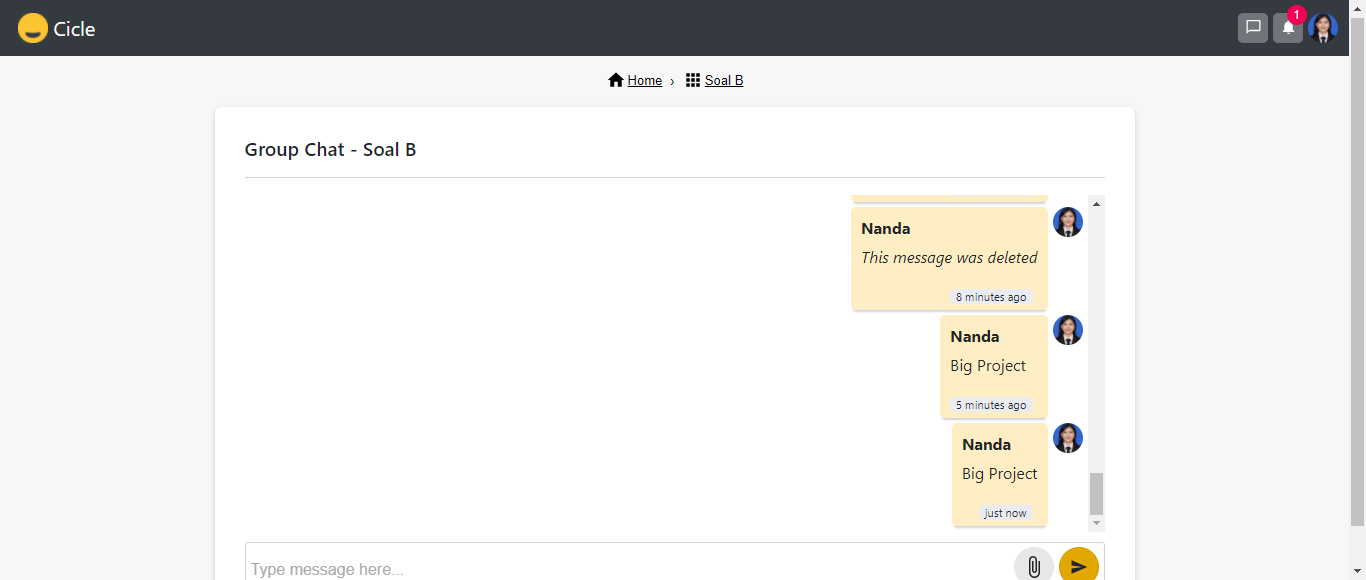 Cicle
1
Home › Soal B
Group Chat - Soal B
Nanda
This message was deleted
8 minutes ago
Nanda
Big Project
5 minutes ago
Nanda
Big Project
just now
Type message here...